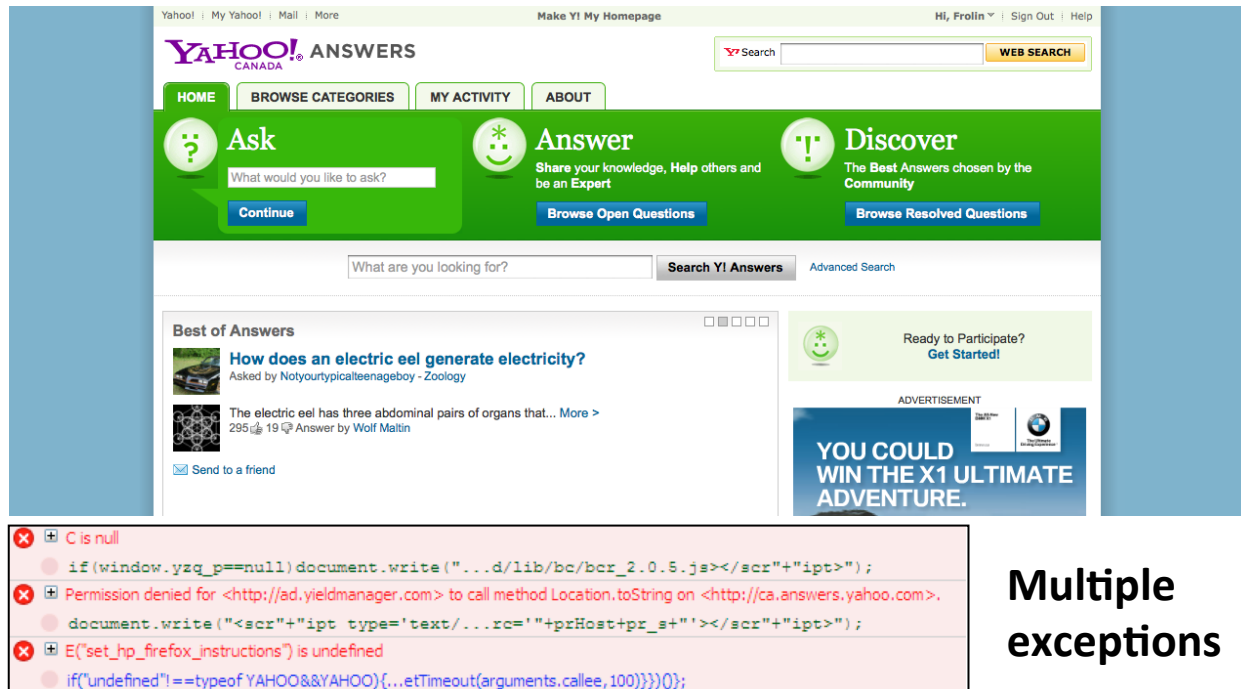 Yahoo! My Yahoo! Mail More Make Y! My Homepage Hi, Frolin Sign Out Help
YAHOO! CANADA ANSWERS
Y! Search WEB SEARCH
HOME BROWSE CATEGORIES MY ACTIVITY ABOUT
Ask
What would you like to ask?
Continue
Answer
Share your knowledge, Help others and
be an Expert
Browse Open Questions
Discover
The Best Answers chosen by the
Community
Browse Resolved Questions
What are you looking for? Search Y! Answers Advanced Search
Best of Answers
How does an electric eel generate electricity?
Asked by Notyourtypicalteenageboy - Zoology
The electric eel has three abdominal pairs of organs that... More >
295 19 Answer by Wolf Maltin
Send to a friend
Ready to Participate?
Get Started!
ADVERTISEMENT
YOU COULD
WIN THE X1 ULTIMATE
ADVENTURE.
C is null
if(window.yzq_p==null)document.write("...d/lib/bc/bcr_2.0.5.js></scr"+"ipt>");
Permission denied for <http://ad.yieldmanager.com> to call method Location.toString on <http://ca.answers.yahoo.com>.
document.write("<scr"+"ipt type='text/...rc='"+prHost+pr_s+"'></scr"+"ipt>");
E("set_hp_firefox_instructions") is undefined
if("undefined"!==typeof YAHOO&&YAHOO){...etTimeout(arguments.callee,100)}})()};
Multiple
exceptions